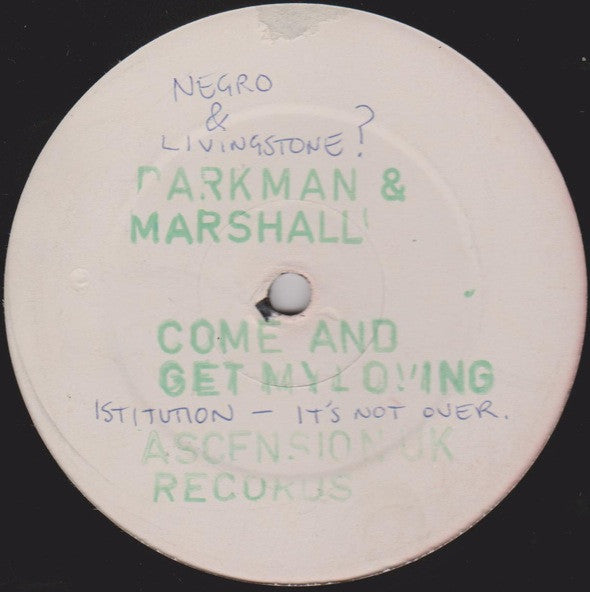 NEGRO
&
LIVINGSTONE?
DARKMAN &
MARSHALL
COME AND
GET MY LOVING
ISTITUTION – IT'S NOT OVER.
ASCENSION UK
RECORDS